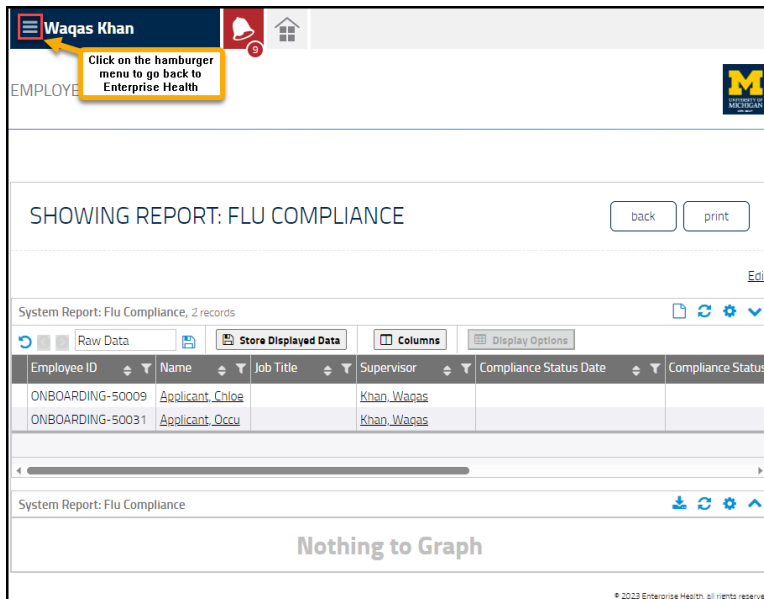 Waqas Khan
9
Click on the hamburger
menu to go back to
Enterprise Health
EMPLOYE
M
UNIVERSITY OF
MICHIGAN
SHOWING REPORT: FLU COMPLIANCE
back
print
Edi
System Report: Flu Compliance, 2 records
Raw Data
Store Displayed Data
Columns
Display Options
Employee ID Name Job Title Supervisor Compliance Status Date Compliance Status
ONBOARDING-50009 Applicant, Chloe Khan, Waqas
ONBOARDING-50031 Applicant, Occu Khan, Waqas
System Report: Flu Compliance
Nothing to Graph
© 2023 Enterprise Health, all rights reserve